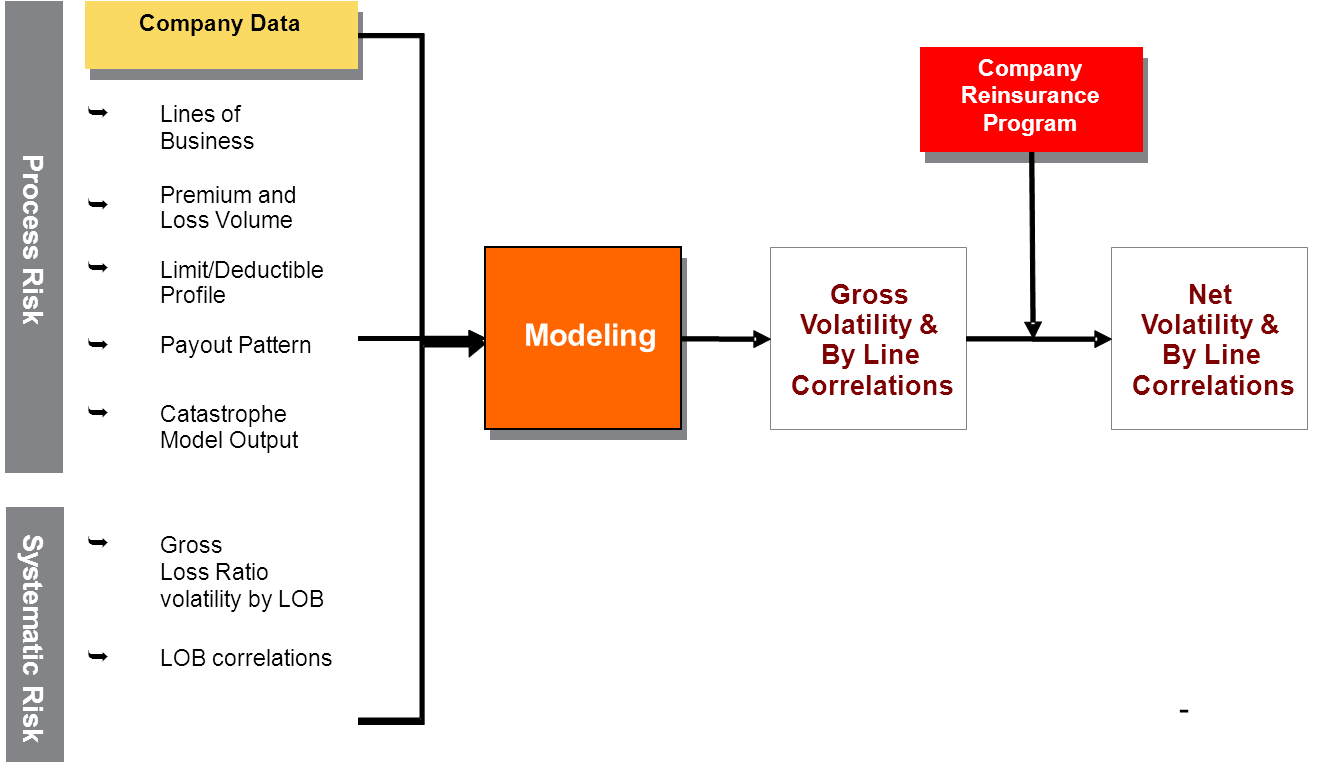 Company Data
Process Risk
Lines of
Business
Premium and
Loss Volume
Limit/Deductible
Profile
Payout Pattern
Catastrophe
Model Output
Systematic Risk
Gross
Loss Ratio
volatility by LOB
LOB correlations
Modeling
Gross
Volatility &
By Line
Correlations
Company
Reinsurance
Program
Net
Volatility &
By Line
Correlations
-